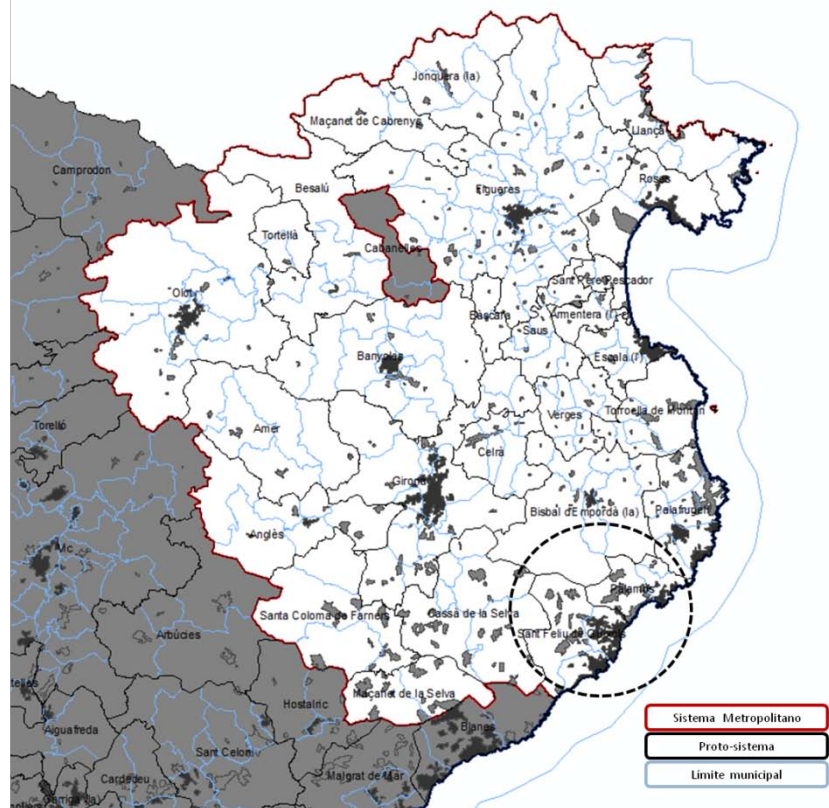 Jonquera (la)
Maçanet de Cabrenys
Llançà
Camprodon
Besalú
Figueres
Roses
Tortellà
Cabanelles
Olot
Sant Pere Pescador
Bàscara
Armentera (l')
Saus
Banyoles
Escala (l')
Torelló
Amer
Verges
Torroella de Montgrí
Celrà
Girona
Bisbal d'Empordà (la)
Palafrugell
Anglès
Vic
Palamós
Santa Coloma de Farners
Cassà de la Selva
Sant Feliu de Guíxols
Arbúcies
Maçanet de la Selva
Hostalric
Sistema Metropolitano
Aiguafreda
Blanes
Proto-sistema
Sant Celoni
Cardedeu
Malgrat de Mar
Límite municipal
Garriga (la)